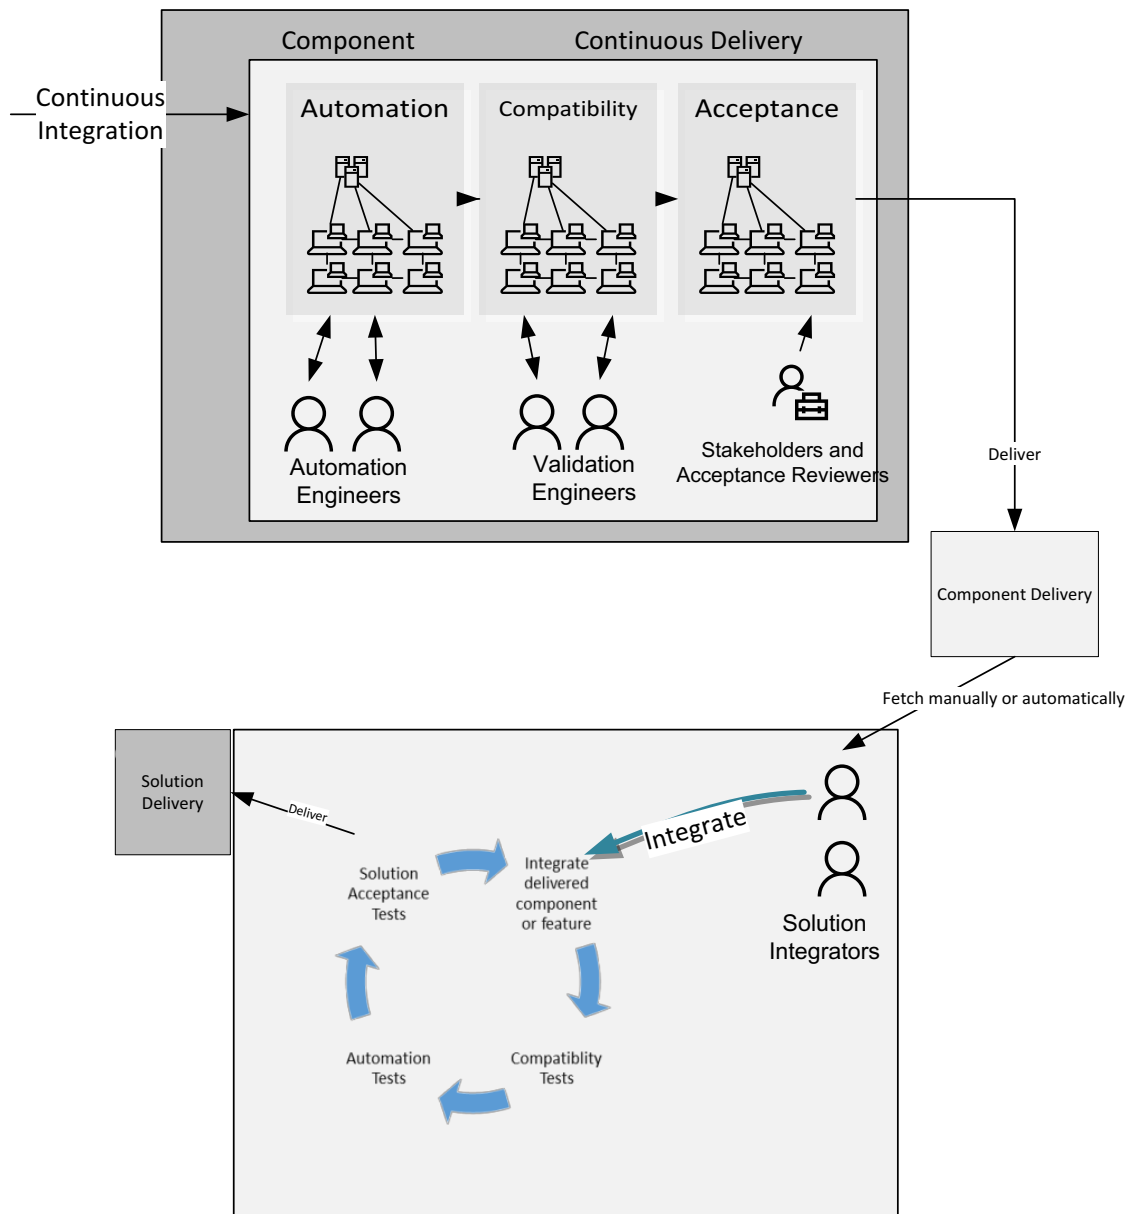 Component
Continuous Delivery
Continuous
Integration
Automation
Compatibility
Acceptance
Automation
Engineers
Validation
Engineers
Stakeholders and
Acceptance Reviewers
Deliver
Component Delivery
Fetch manually or automatically
Solution
Delivery
Deliver
Integrate
Solution
Acceptance
Tests
Integrate
delivered
component
or feature
Solution
Integrators
Automation
Tests
Compatiblity
Tests